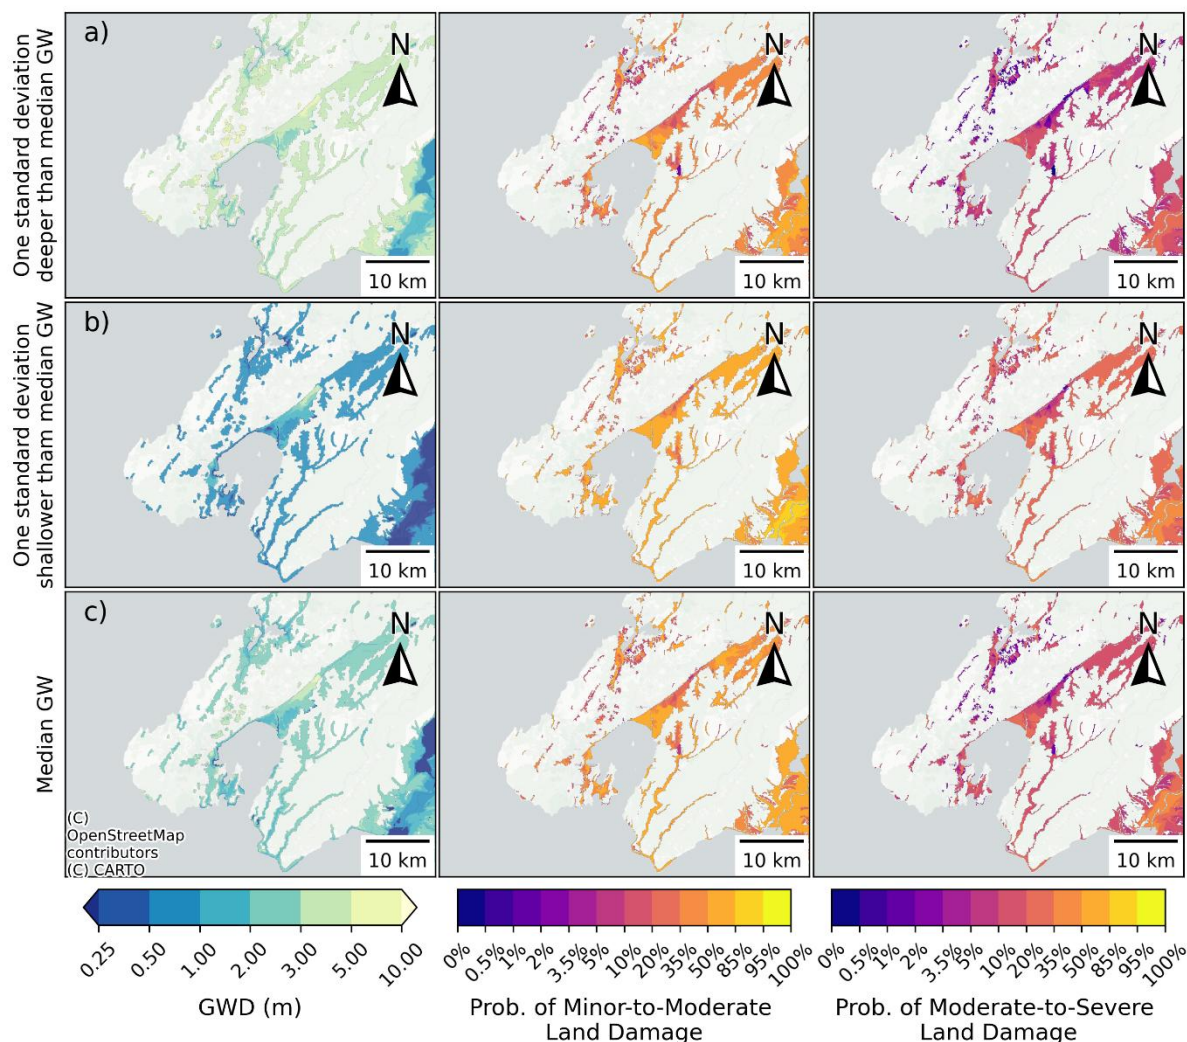 One standard deviation
deeper than median GW
a)
N
10 km
N
10 km
N
10 km
One standard deviation
shallower tham median GW
b)
N
10 km
N
10 km
N
10 km
Median GW
c)
N
(C)
OpenStreetMap
contributors
(C) CARTO
10 km
N
10 km
N
10 km
0.25 0.50 1.00 2.00 3.00 5.00 10.00
GWD (m)
0% 0.5% 1% 2% 3.5% 5% 10% 20% 35% 50% 85% 95% 100%
Prob. of Minor-to-Moderate
Land Damage
0% 0.5% 1% 2% 3.5% 5% 10% 20% 35% 50% 85% 95% 100%
Prob. of Moderate-to-Severe
Land Damage